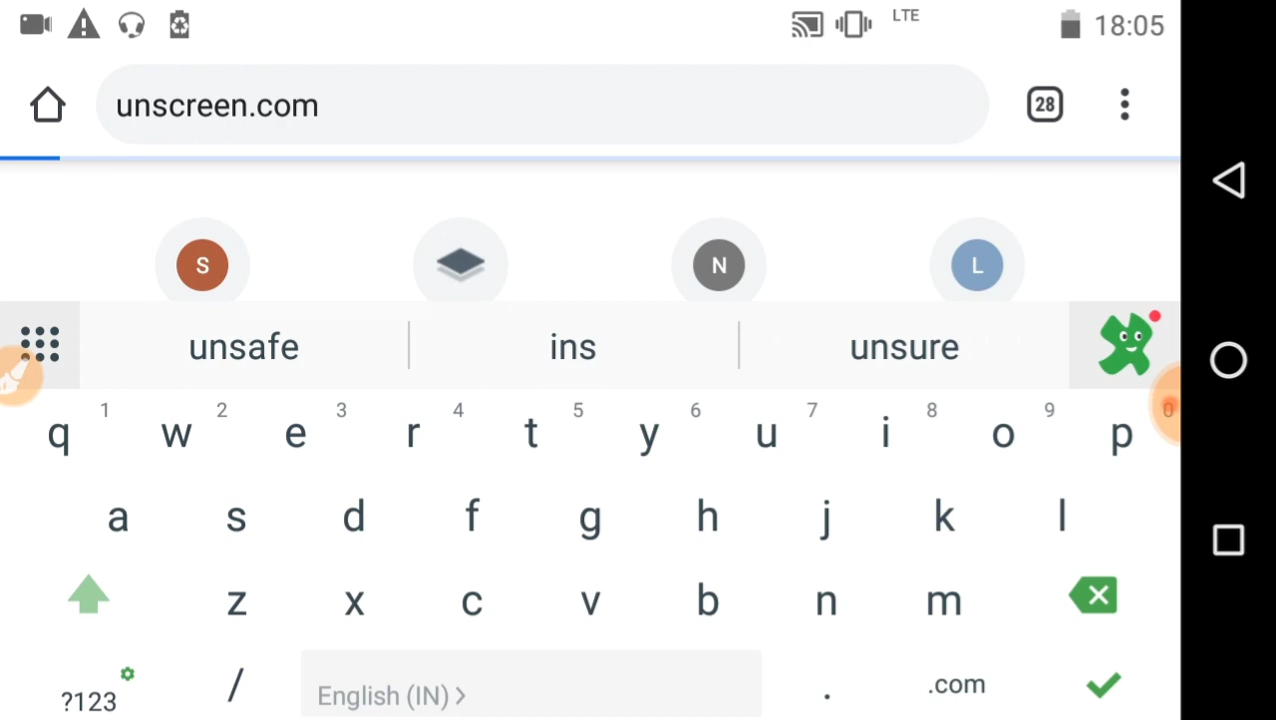 LTE 18:05
unscreen.com 28
S N L
unsafe ins unsure
1 2 3 4 5 6 7 8 9 0
q w e r t y u i o p
a s d f g h j k l
z x c v b n m
?123 / English (IN) . .com